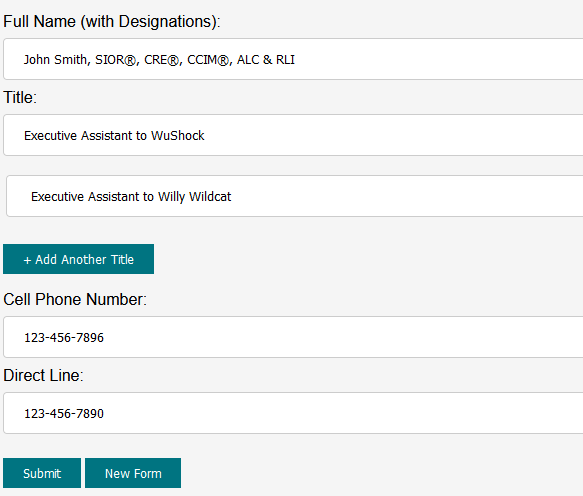 Full Name (with Designations):
John Smith, SIOR®, CRE®, CCIM®, ALC & RLI
Title:
Executive Assistant to WuShock
Executive Assistant to Willy Wildcat
+ Add Another Title
Cell Phone Number:
123-456-7896
Direct Line:
123-456-7890
Submit New Form